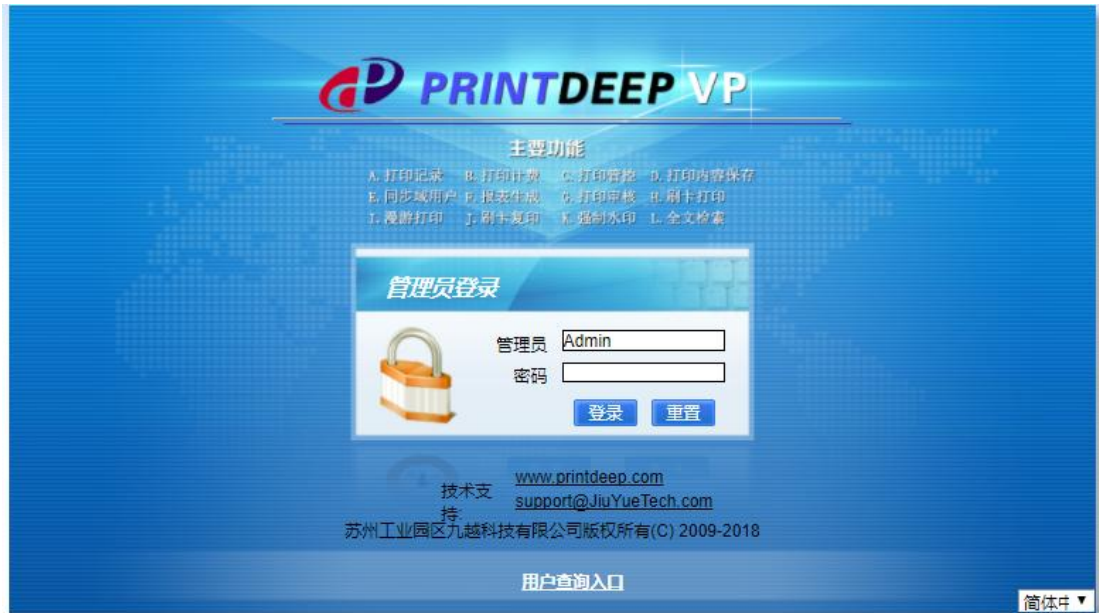 PRINTDEEP VP
主要功能
A. 打印记录 B. 打印计费 C. 打印管控 D. 打印内容保存
E. 同步域用户 F. 报表生成 G. 打印审核 H. 刷卡打印
I. 漫游打印 J. 刷卡复印 K. 强制水印 L. 全文检索
管理员登录
管理员 Admin
密码
登录 重置
www.printdeep.com
技术支持: support@JiuYueTech.com
苏州工业园区九越科技有限公司版权所有(C) 2009-2018
用户查询入口
简体中